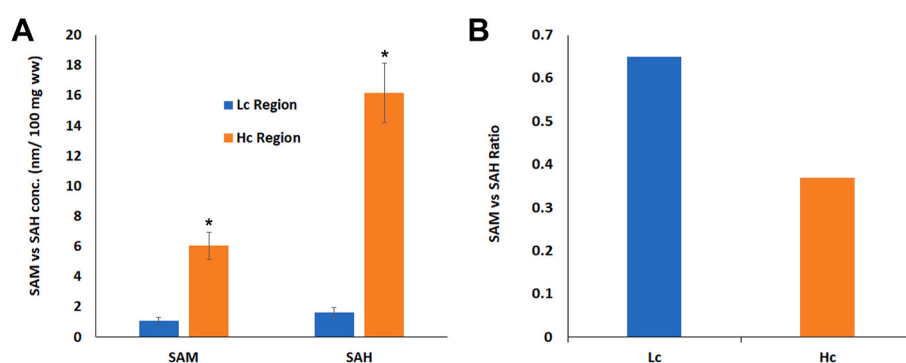 A
SAM vs SAH conc. (nm/ 100 mg ww)
20
18
16
14
12
10
8
6
4
2
0
*
*
Lc Region
Hc Region
SAM
SAH
B
SAM vs SAH Ratio
0.7
0.6
0.5
0.4
0.3
0.2
0.1
0
Lc
Hc